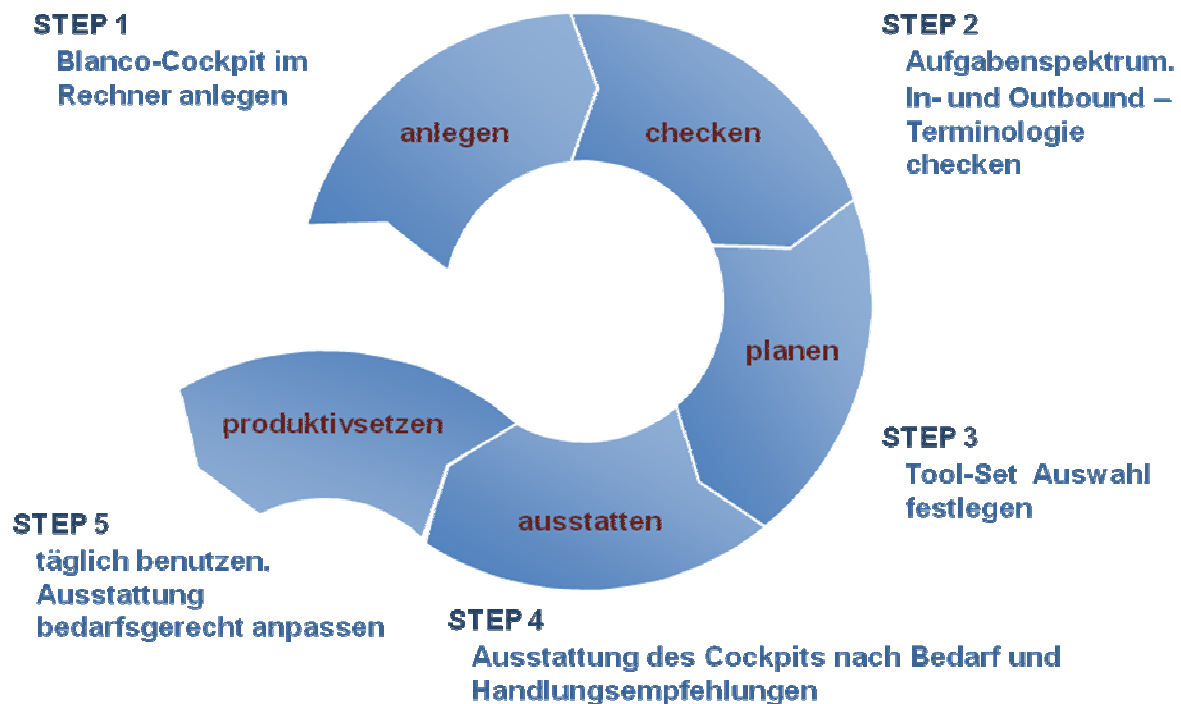 STEP 1
Blanco-Cockpit im
Rechner anlegen
anlegen
STEP 2
Aufgabenspektrum.
In- und Outbound –
Terminologie
checken
checken
planen
STEP 3
Tool-Set Auswahl
festlegen
ausstatten
STEP 4
Ausstattung des Cockpits nach Bedarf und
Handlungsempfehlungen
produktivsetzen
STEP 5
täglich benutzen.
Ausstattung
bedarfsgerecht anpassen